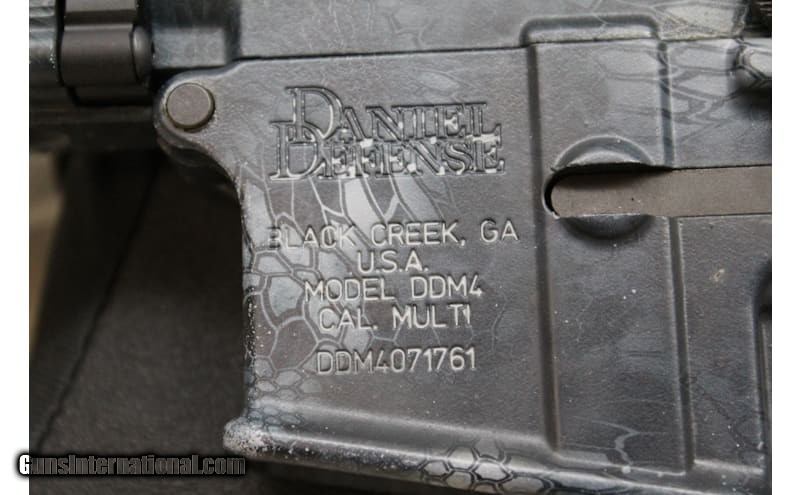 DANIEL
DEFENSE
BLACK CREEK, GA
U.S.A.
MODEL DDM4
CAL. MULTI
DDM4071761
GunsInternational.com